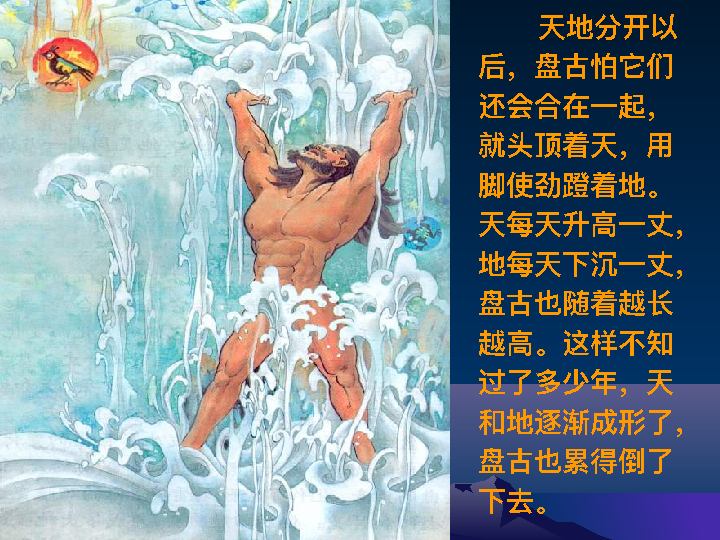 天地分开以
后，盘古怕它们
还会合在一起，
就头顶着天，用
脚使劲蹬着地。
天每天升高一丈，
地每天下沉一丈，
盘古也随着越长
越高。这样不知
过了多少年，天
和地逐渐成形了，
盘古也累得倒了
下去。